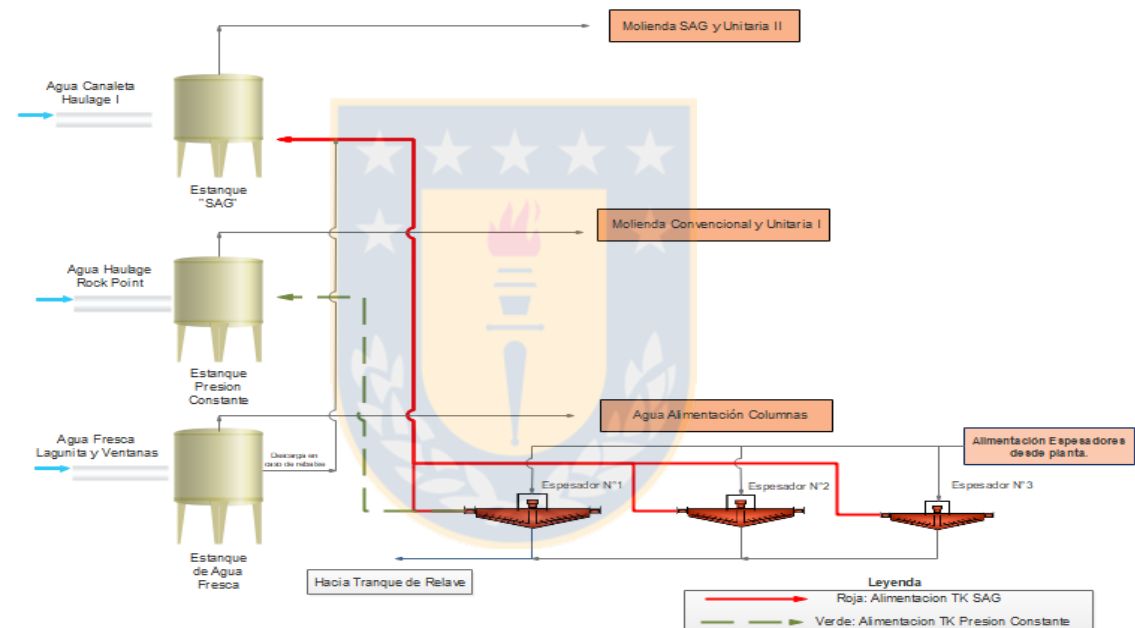 Molienda SAG y Unitaria II
Agua Canaleta
Haulage I
Estanque
"SAG"
Molienda Convencional y Unitaria I
Agua Haulage
Rock Point
Estanque
Presion
Constante
Agua Alimentación Columnas
Agua Fresca
Lagunita y Ventanas
Descarga en
caso de rebalse
Alimentación Espesadores
desde planta.
Espesador N°1
Espesador N°2
Espesador N°3
Estanque
de Agua
Fresca
Hacia Tranque de Relave
Leyenda
Roja: Alimentacion TK SAG
Verde: Alimentacion TK Presion Constante